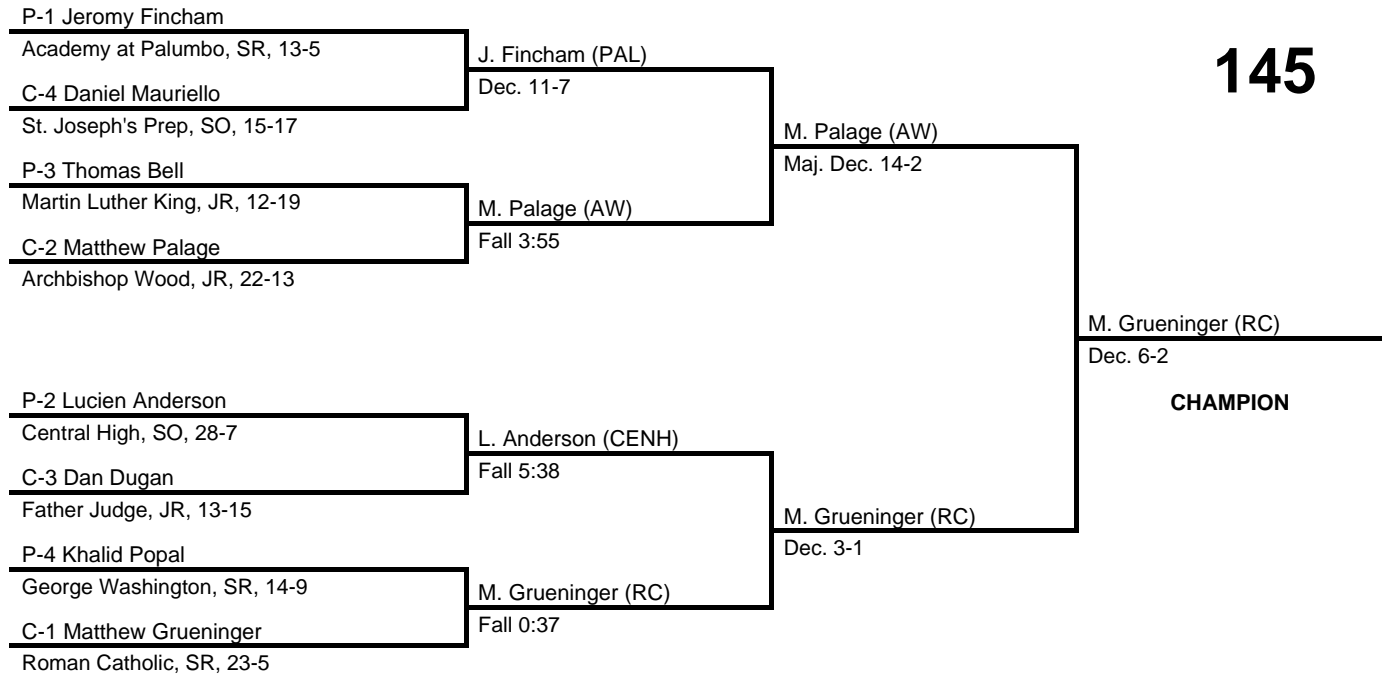 P-1 Jeromy Fincham
Academy at Palumbo, SR, 13-5
C-4 Daniel Mauriello
St. Joseph's Prep, SO, 15-17
P-3 Thomas Bell
Martin Luther King, JR, 12-19
C-2 Matthew Palage
Archbishop Wood, JR, 22-13
P-2 Lucien Anderson
Central High, SO, 28-7
C-3 Dan Dugan
Father Judge, JR, 13-15
P-4 Khalid Popal
George Washington, SR, 14-9
C-1 Matthew Grueninger
Roman Catholic, SR, 23-5
J. Fincham (PAL)
Dec. 11-7
M. Palage (AW)
Fall 3:55
L. Anderson (CENH)
Fall 5:38
M. Grueninger (RC)
Fall 0:37
M. Palage (AW)
Maj. Dec. 14-2
M. Grueninger (RC)
Dec. 3-1
145
M. Grueninger (RC)
Dec. 6-2
CHAMPION